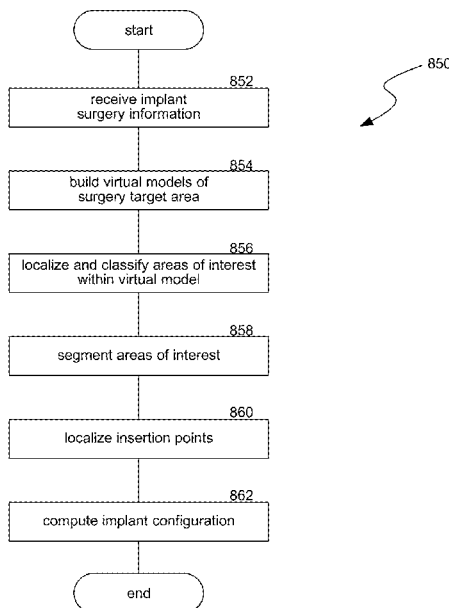 start
850
852
receive implant
surgery information
854
build virtual models of
surgery target area
856
localize and classify areas of interest
within virtual model
858
segment areas of interest
860
localize insertion points
862
compute implant configuration
end